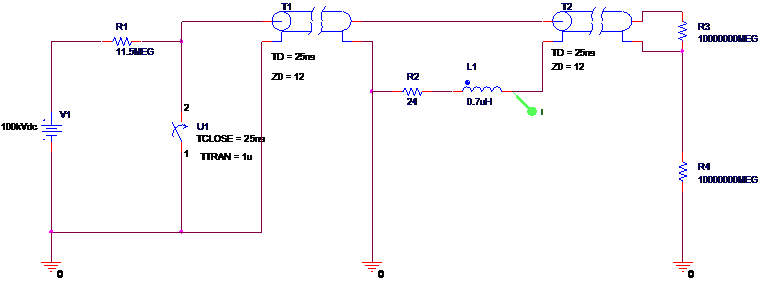 T1
T2
R1
11.5MEG
R3
10000000MEG
TD = 25ns
Z0 = 12
TD = 25ns
Z0 = 12
L1
R2
24
0.7uH
I
V1
100kVdc
2
U1
TCLOSE = 25ns
1
TTRAN = 1u
R4
10000000MEG
0
0
0